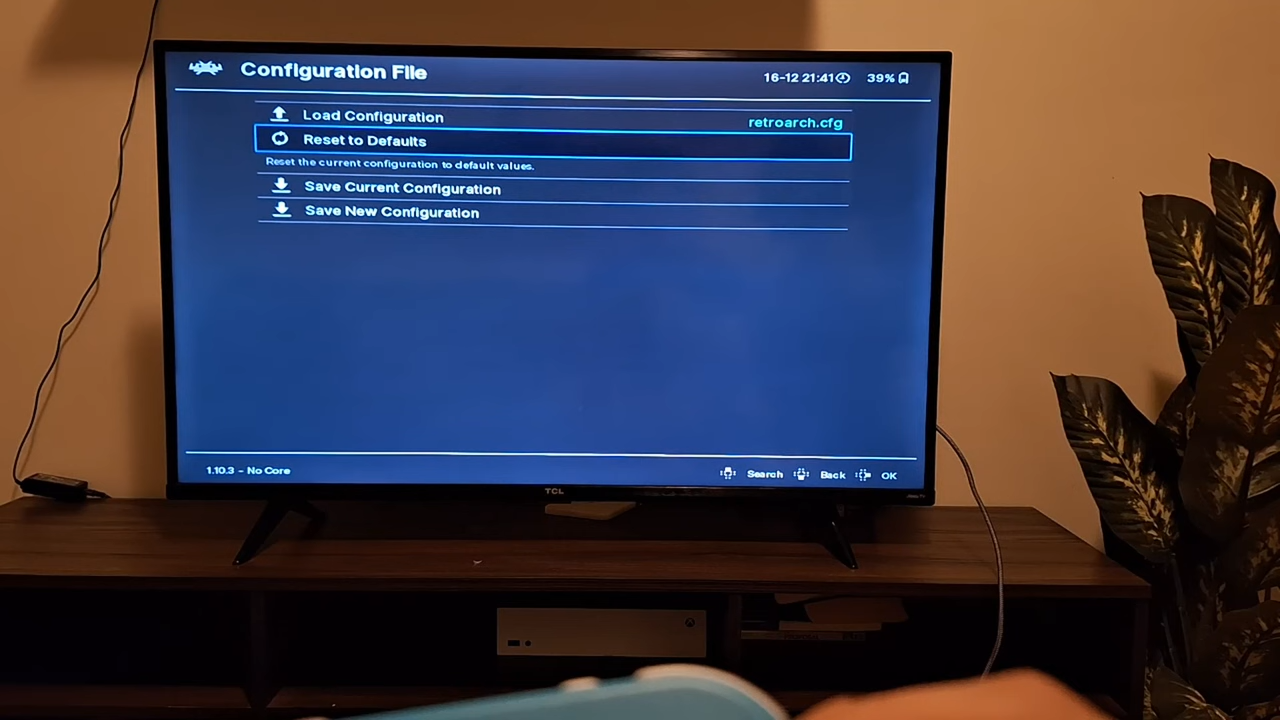 Configuration File
16-12 21:41 39%
Load Configuration retroarch.cfg
Reset to Defaults
Reset the current configuration to default values.
Save Current Configuration
Save New Configuration
1.10.3 - No Core
Search Back OK
TCL